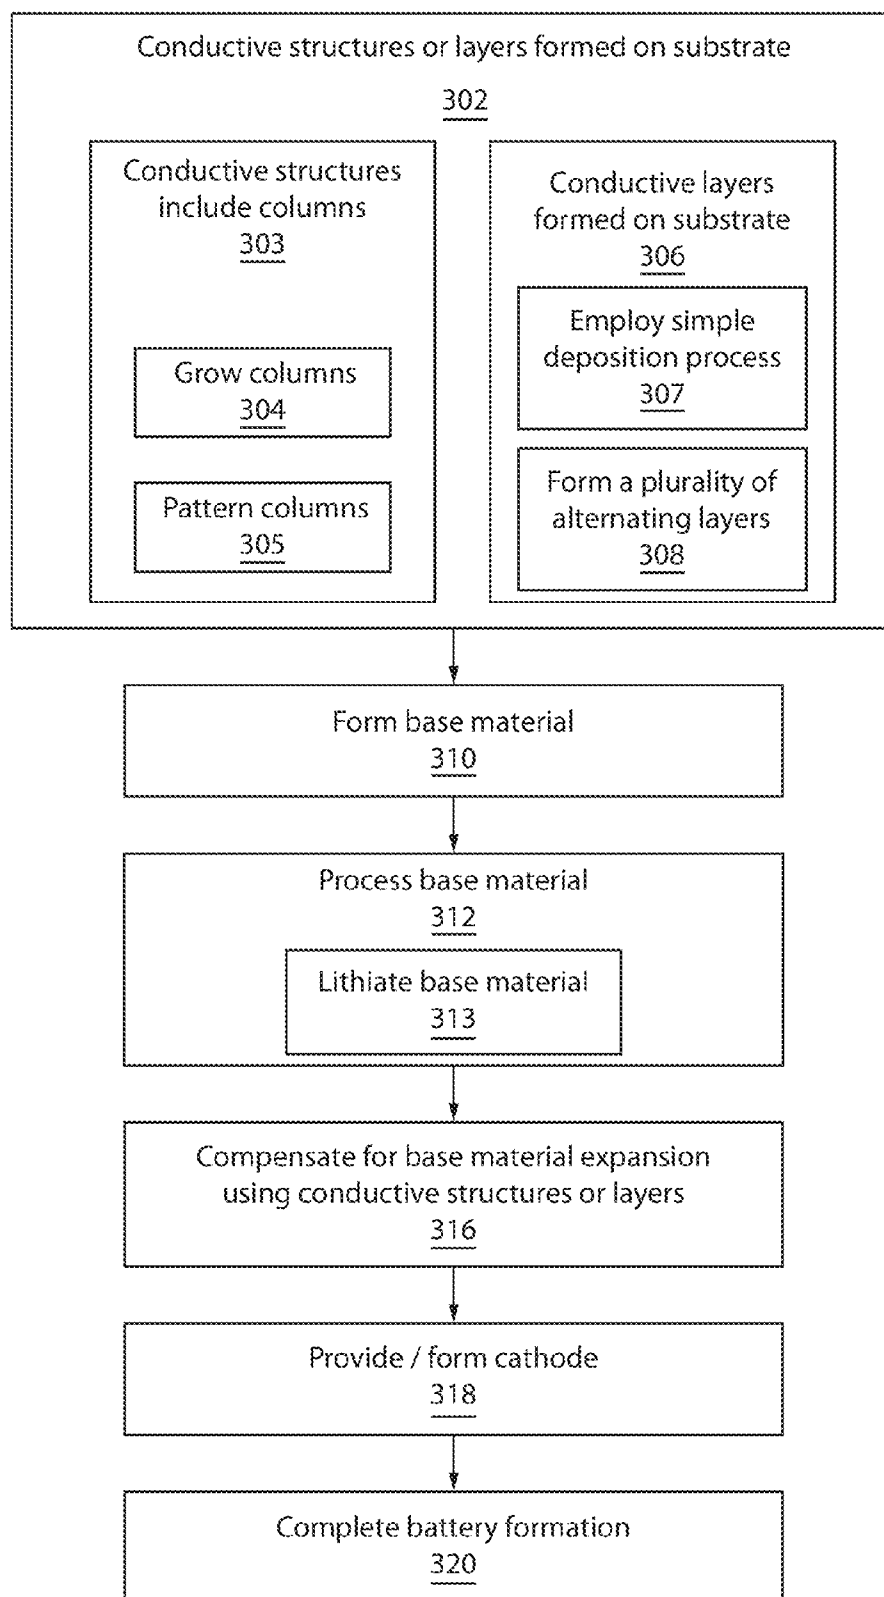 Conductive structures or layers formed on substrate
302
Conductive structures
include columns
303
Grow columns
304
Pattern columns
305
Conductive layers
formed on substrate
306
Employ simple
deposition process
307
Form a plurality of
alternating layers
308
Form base material
310
Process base material
312
Lithiate base material
313
Compensate for base material expansion
using conductive structures or layers
316
Provide / form cathode
318
Complete battery formation
320